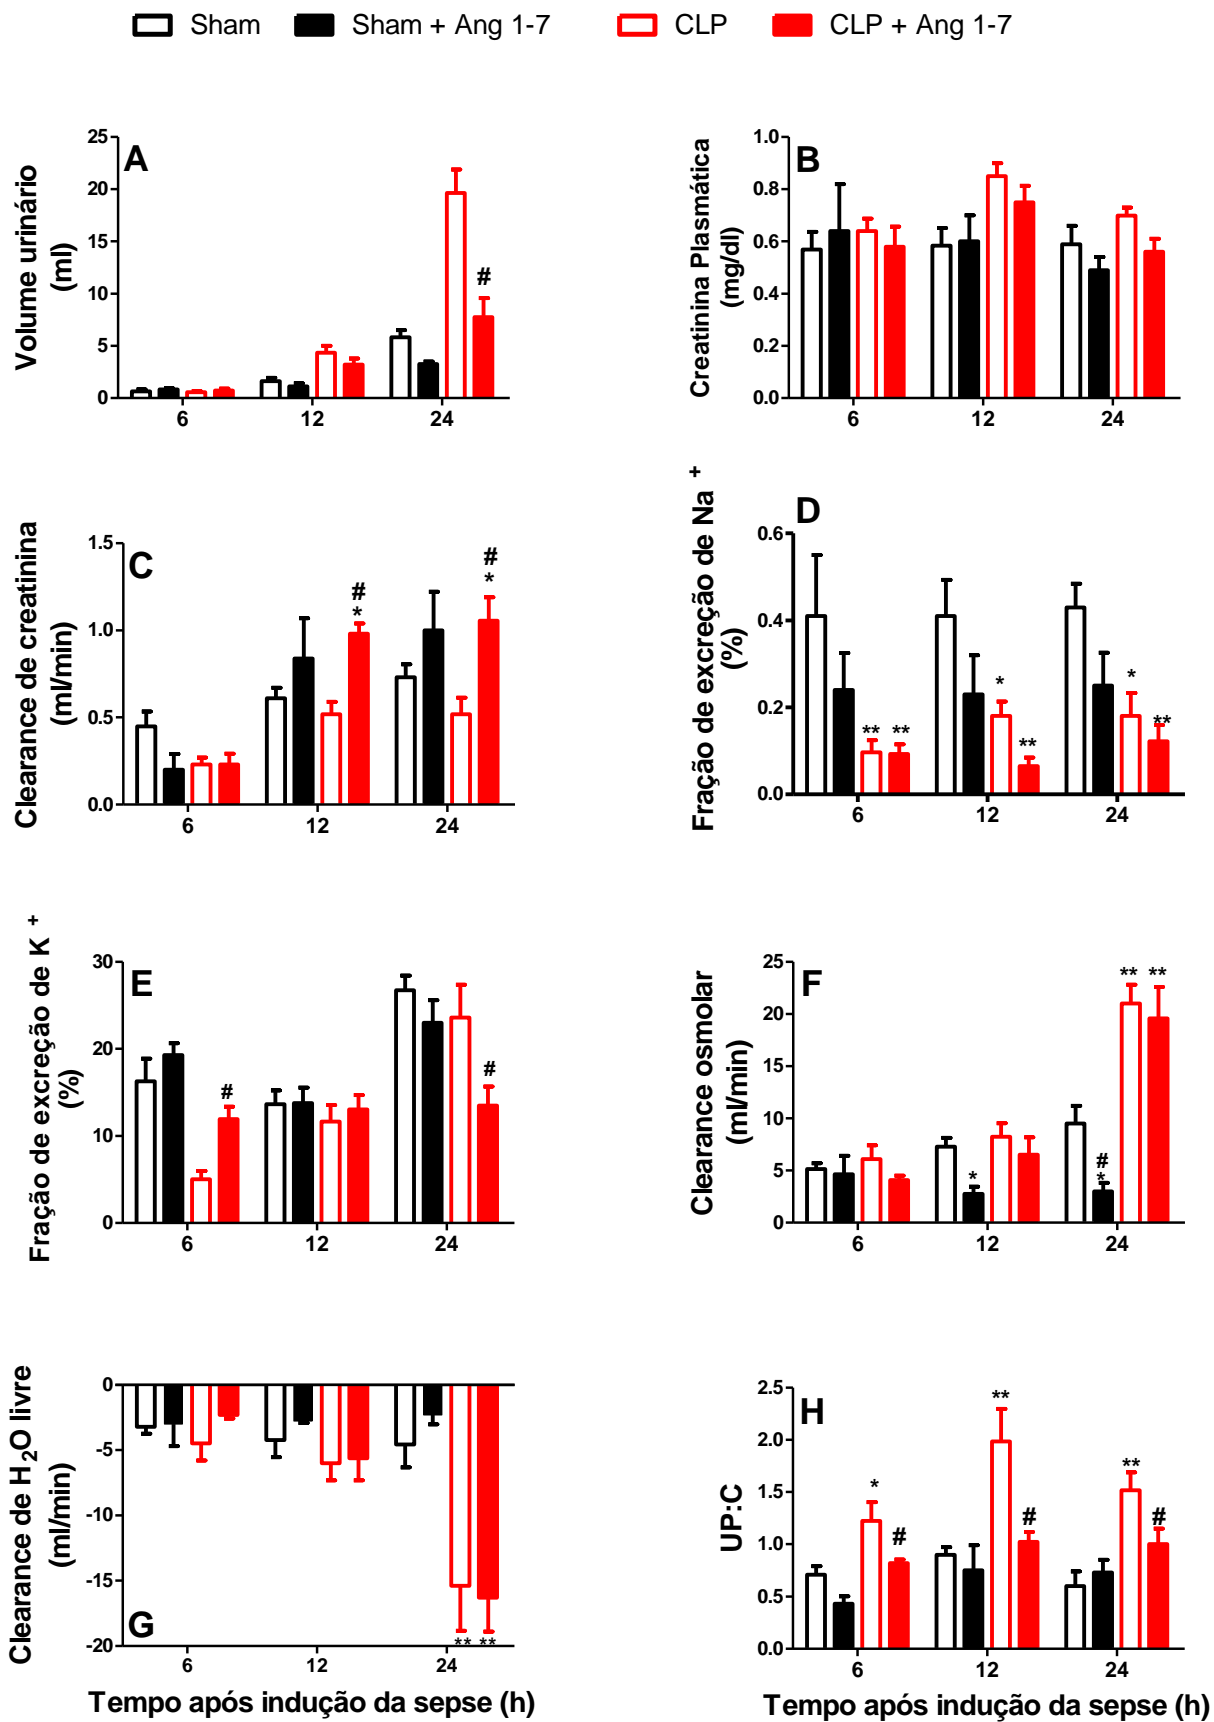 Sham Sham + Ang 1-7 CLP CLP + Ang 1-7
A
Volume urinário
(ml)
25
20
15
10
5
0
#
6 12 24
B
Creatinina Plasmática
(mg/dl)
1.0
0.8
0.6
0.4
0.2
0.0
6 12 24
C
Clearance de creatinina
(ml/min)
1.5
1.0
0.5
0.0
#
*
#
*
6 12 24
D
Fração de excreção de Na +
(%)
0.6
0.4
0.2
0.0
** ** * ** * **
6 12 24
E
Fração de excreção de K +
(%)
30
20
10
0
# #
6 12 24
F
Clearance osmolar
(ml/min)
25
20
15
10
5
0
*
#
*
** **
6 12 24
G
Clearance de H2O livre
(ml/min)
0
-5
-10
-15
-20
** **
6 12 24
Tempo após indução da sepse (h)
H
UP:C
2.5
2.0
1.5
1.0
0.5
0.0
* # ** # ** #
6 12 24
Tempo após indução da sepse (h)